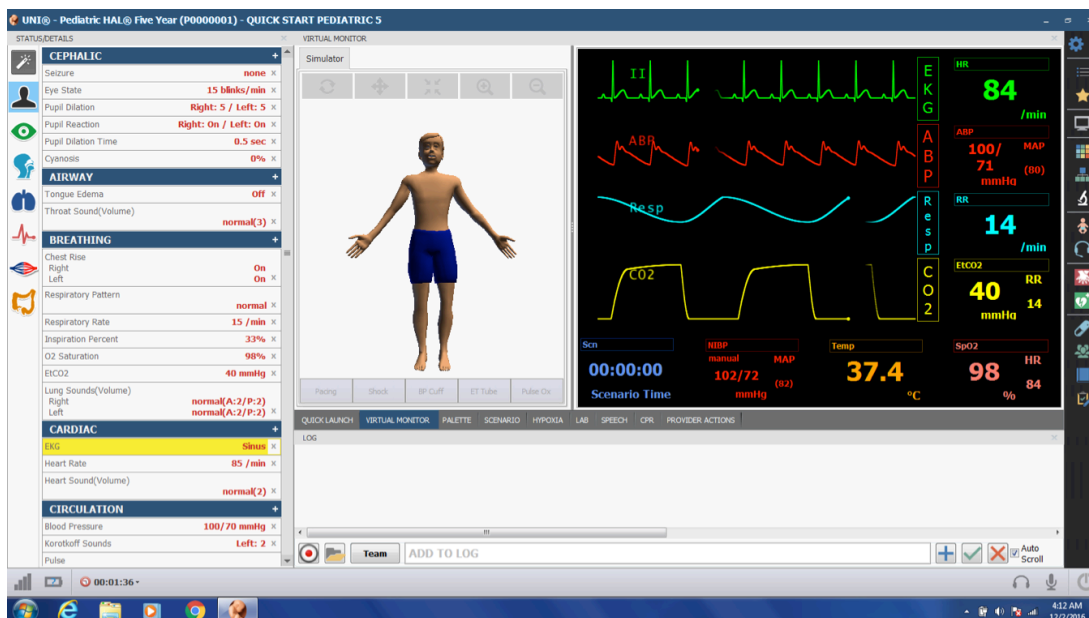 UNI® - Pediatric HAL® Five Year (P0000001) - QUICK START PEDIATRIC 5
STATUS/DETAILS
CEPHALIC +
Seizure none ×
Eye State 15 blinks/min ×
Pupil Dilation Right: 5 / Left: 5 ×
Pupil Reaction Right: On / Left: On ×
Pupil Dilation Time 0.5 sec ×
Cyanosis 0% ×
AIRWAY +
Tongue Edema Off ×
Throat Sound(Volume)
normal(3) ×
BREATHING +
Chest Rise
Right On
Left On ×
Respiratory Pattern
normal ×
Respiratory Rate 15 /min ×
Inspiration Percent 33% ×
O2 Saturation 98% ×
EtCO2 40 mmHg ×
Lung Sounds(Volume)
Right normal(A:2/P:2)
Left normal(A:2/P:2) ×
CARDIAC +
EKG Sinus ×
Heart Rate 85 /min ×
Heart Sound(Volume)
normal(2) ×
CIRCULATION +
Blood Pressure 100/70 mmHg ×
Korotkoff Sounds Left: 2 ×
Pulse
00:01:36
VIRTUAL MONITOR
Simulator
Pacing Shock BP Cuff ET Tube Pulse Ox
II
EKG
HR
84
/min
ABP
ABP
ABP
100/
71
mmHg
MAP
(80)
Resp
Resp
RR
14
/min
CO2
CO2
EtCO2
40
mmHg
RR
14
Scn
00:00:00
Scenario Time
NIBP
manual MAP
102/72 (82)
mmHg
Temp
37.4
°C
SpO2
98
%
HR
84
QUICK LAUNCH VIRTUAL MONITOR PALETTE SCENARIO HYPOXIA LAB SPEECH CPR PROVIDER ACTIONS
LOG
Team ADD TO LOG
Auto
Scroll
4:12 AM
12/2/2016